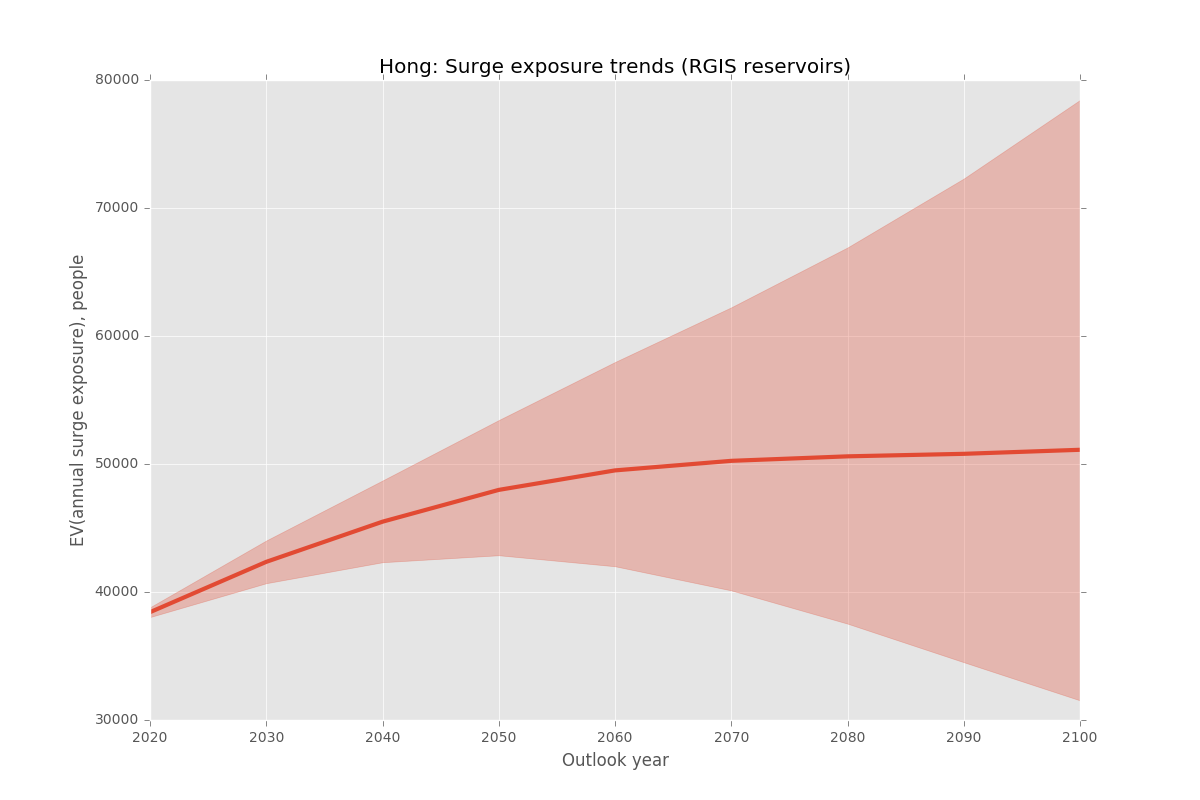 Hong: Surge exposure trends (RGIS reservoirs)
80000
70000
60000
50000
40000
30000
EV(annual surge exposure), people
2020 2030 2040 2050 2060 2070 2080 2090 2100
Outlook year